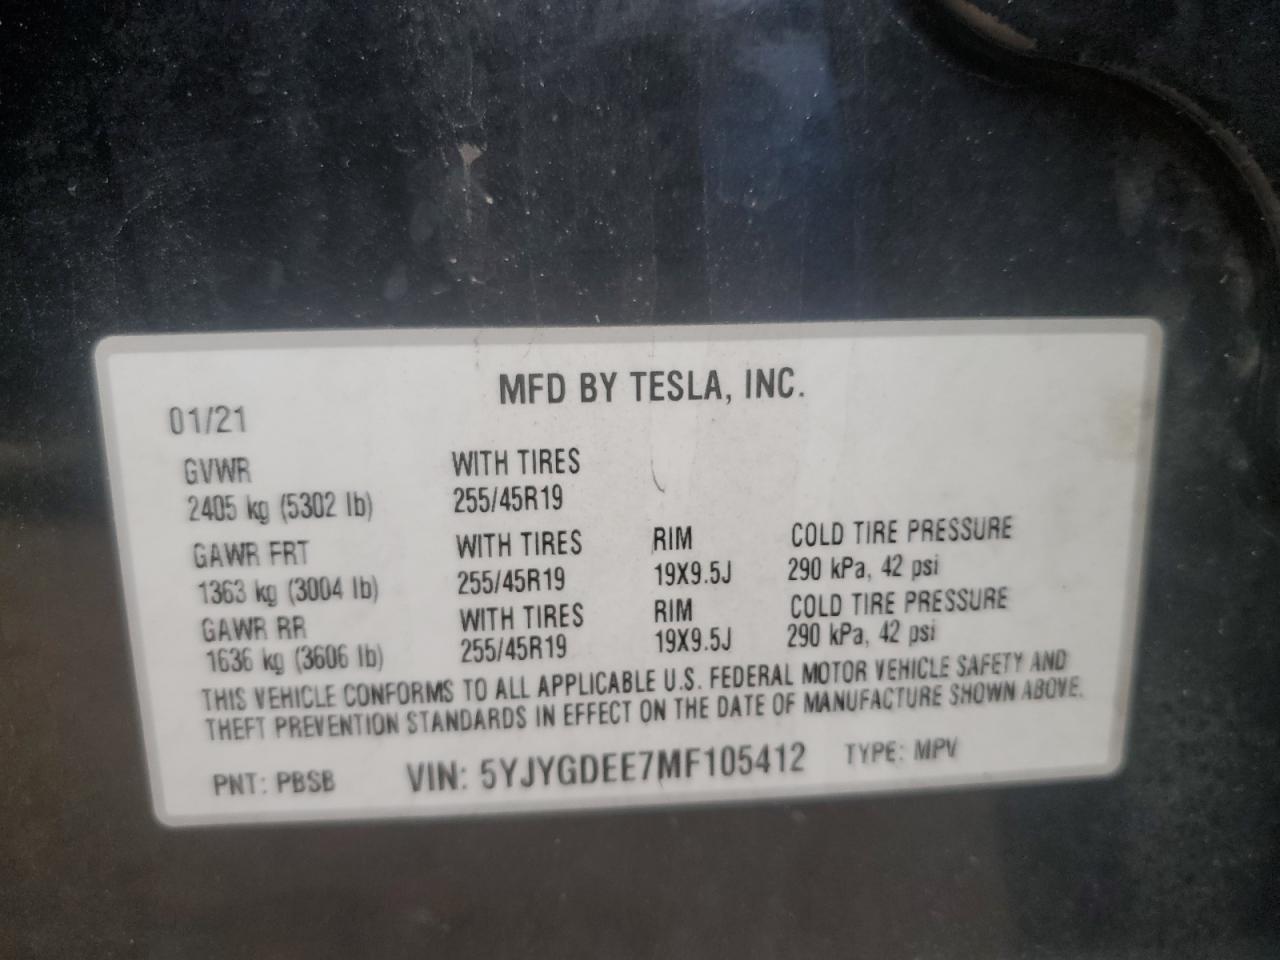 MFD BY TESLA, INC.
01/21
GVWR WITH TIRES
2405 kg (5302 lb) 255/45R19
GAWR FRT WITH TIRES RIM COLD TIRE PRESSURE
1363 kg (3004 lb) 255/45R19 19X9.5J 290 kPa, 42 psi
GAWR RR WITH TIRES RIM COLD TIRE PRESSURE
1636 kg (3606 lb) 255/45R19 19X9.5J 290 kPa, 42 psi
THIS VEHICLE CONFORMS TO ALL APPLICABLE U.S. FEDERAL MOTOR VEHICLE SAFETY AND
THEFT PREVENTION STANDARDS IN EFFECT ON THE DATE OF MANUFACTURE SHOWN ABOVE.
PNT: PBSB VIN: 5YJYGDEE7MF105412 TYPE: MPV